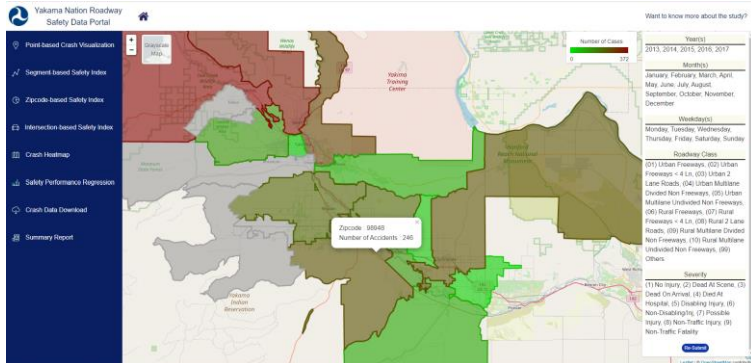 Yakama Nation Roadway
Safety Data Portal
Want to know more about the study?
Point-based Crash Visualization
Segment-based Safety Index
Zipcode-based Safety Index
Intersection-based Safety Index
Crash Heatmap
Safety Performance Regression
Crash Data Download
Summary Report
+
−
Grayscale
Map
Yakima
Training
Center
Number of Cases
0 372
Zipcode : 98948
Number of Accidents : 246
Yakama
Indian
Reservation
Year(s)
2013, 2014, 2015, 2016, 2017
Month(s)
January, February, March, April,
May, June, July, August,
September, October, November,
December
Weekday(s)
Monday, Tuesday, Wednesday,
Thursday, Friday, Saturday, Sunday
Roadway Class
(01) Urban Freeways, (02) Urban
Freeways < 4 Ln, (03) Urban 2
Lane Roads, (04) Urban Multilane
Divided Non Freeways, (05) Urban
Multilane Undivided Non Freeways,
(06) Rural Freeways, (07) Rural
Freeways < 4 Ln, (08) Rural 2 Lane
Roads, (09) Rural Multilane Divided
Non Freeways, (10) Rural Multilane
Undivided Non Freeways, (99)
Others
Severity
(1) No Injury, (2) Dead At Scene, (3)
Dead On Arrival, (4) Died At
Hospital, (5) Disabling Injury, (6)
Non-Disabling Inj, (7) Possible
Injury, (8) Non-Traffic Injury, (9)
Non-Traffic Fatality
Re-Submit